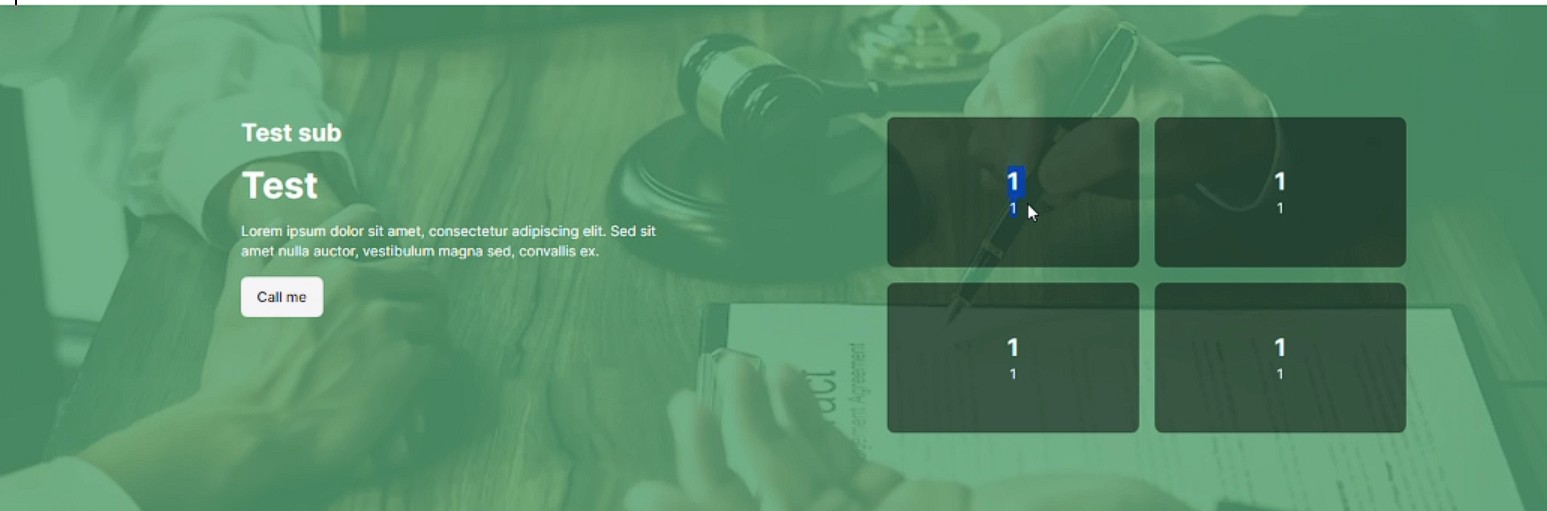 Test sub
Test
Lorem ipsum dolor sit amet, consectetur adipiscing elit. Sed sit
amet nulla auctor, vestibulum magna sed, convallis ex.
Call me
1
1
1
1
1
1
1
1
Agreement